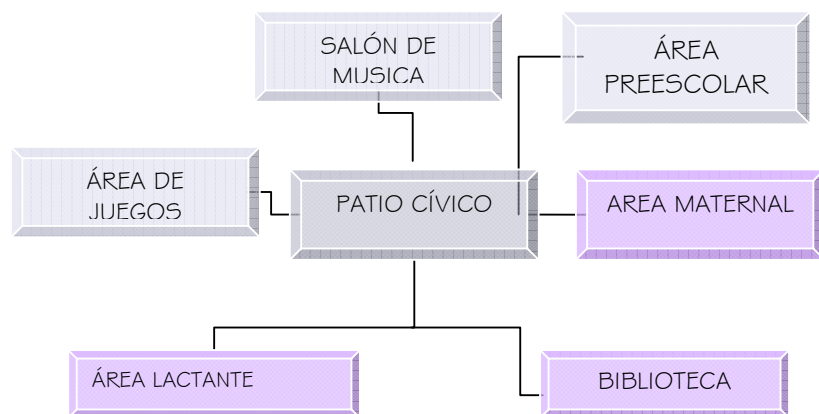 SALÓN DE
MUSICA
ÁREA
PREESCOLAR
ÁREA DE
JUEGOS
PATIO CÍVICO
AREA MATERNAL
ÁREA LACTANTE
BIBLIOTECA